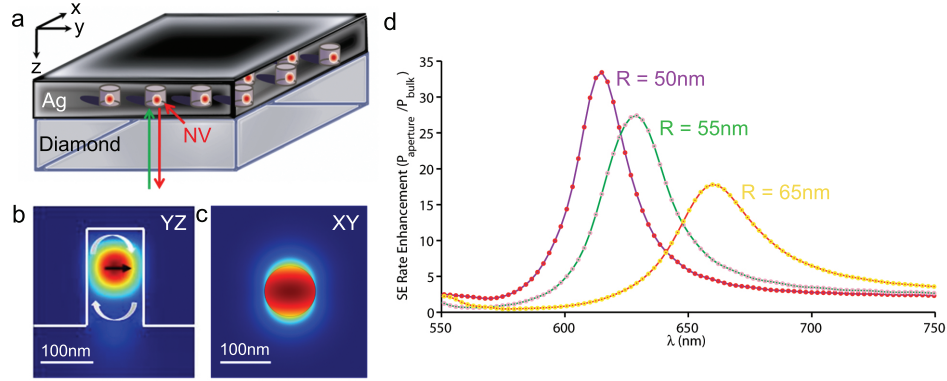 a
x
y
z
Ag
NV
Diamond
b
YZ
100nm
c
XY
100nm
d
SE Rate Enhancement (P_aperture /P_bulk)
35
30
25
20
15
10
5
0
R = 50nm
R = 55nm
R = 65nm
550
600
650
700
750
λ (nm)